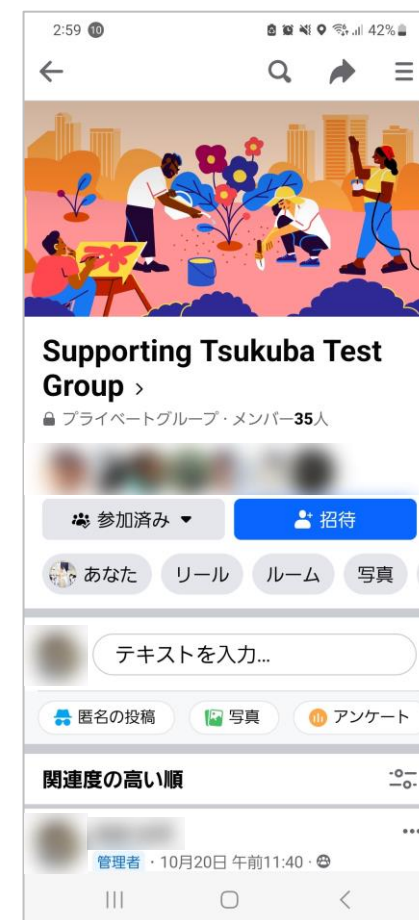 2:59 10 42%
Supporting Tsukuba Test
Group >
プライベートグループ・メンバー35人
参加済み ▼ 招待
あなた リール ルーム 写真
テキストを入力...
匿名の投稿 写真 アンケート
関連度の高い順
管理者 · 10月20日 午前11:40 ·